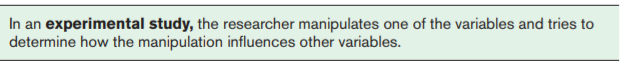 In an experimental study, the researcher manipulates one of the variables and tries to
determine how the manipulation influences other variables.